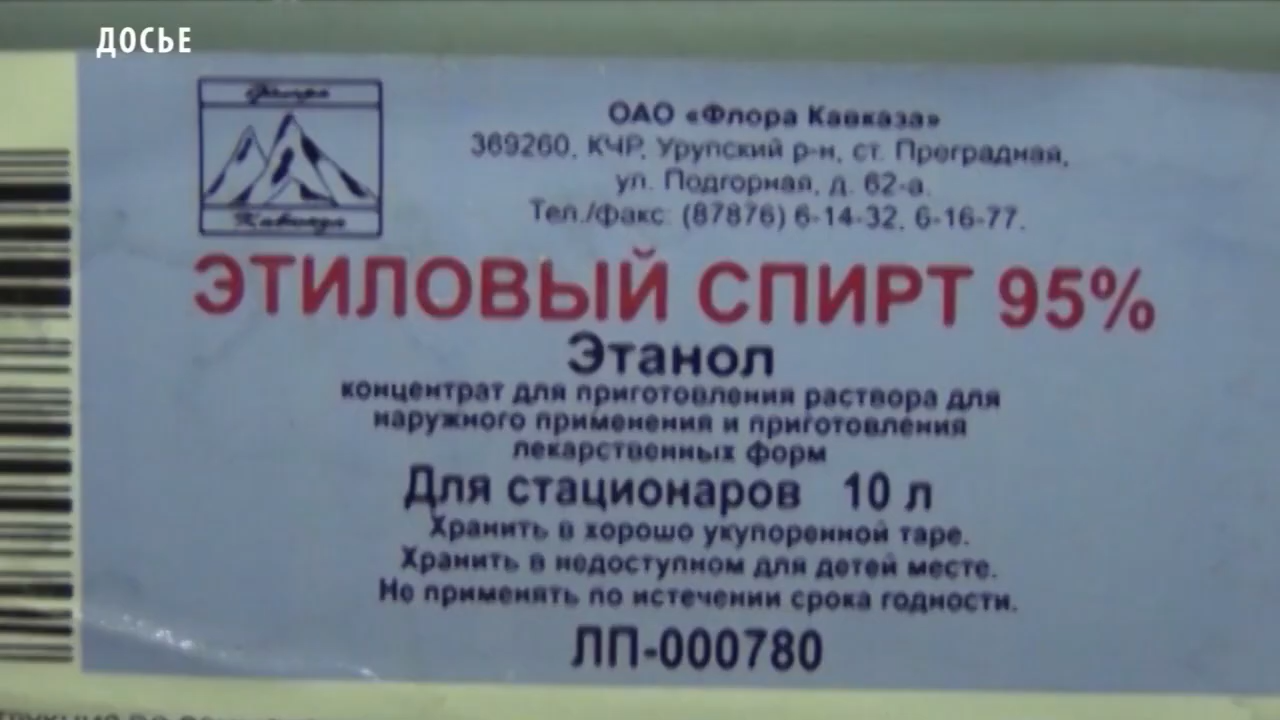 ДОСЬЕ
Флора
Кавказа
ОАО «Флора Кавказа»
369260, КЧР, Урупский р-н, ст. Преградная,
ул. Подгорная, д. 62-а.
Тел./факс: (87876) 6-14-32, 6-16-77.
ЭТИЛОВЫЙ СПИРТ 95%
Этанол
концентрат для приготовления раствора для
наружного применения и приготовления
лекарственных форм
Для стационаров 10 л
Хранить в хорошо укупоренной таре.
Хранить в недоступном для детей месте.
Не применять по истечении срока годности.
ЛП-000780